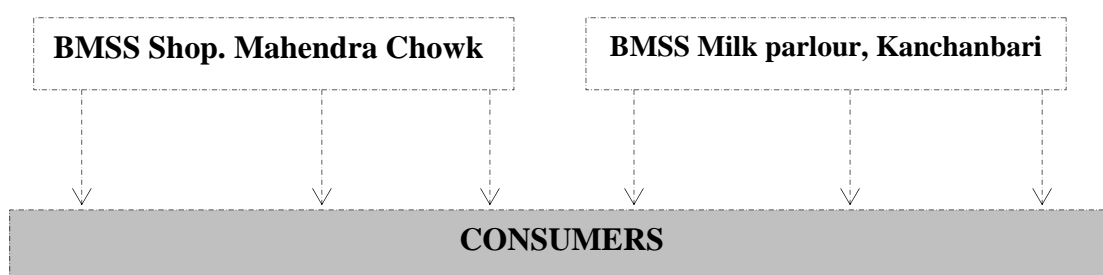 BMSS Shop. Mahendra Chowk
BMSS Milk parlour, Kanchanbari
CONSUMERS